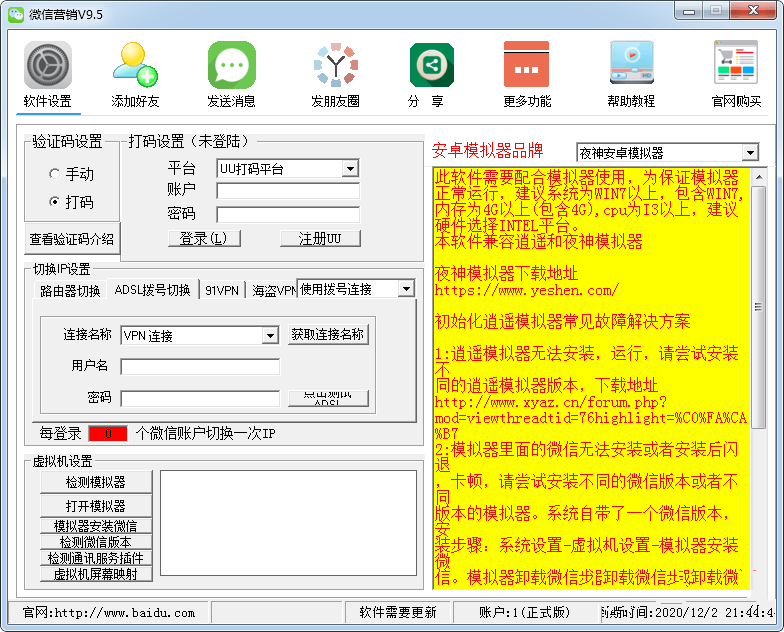 微信营销V9.5
软件设置 添加好友 发送消息 发朋友圈 分 享 更多功能 帮助教程 官网购买
验证码设置
手动
打码
查看验证码介绍
打码设置（未登陆）
平台 UU打码平台
账户
密码
登录(L) 注册UU
切换IP设置
路由器切换 ADSL拨号切换 91VPN 海盗VPN 使用拨号连接
连接名称 VPN 连接 获取连接名称
用户名
密码 点击测试
ADSL
每登录 0 个微信账户切换一次IP
虚拟机设置
检测模拟器
打开模拟器
模拟器安装微信
检测微信版本
检测通讯服务插件
虚拟机屏幕映射
安卓模拟器品牌 夜神安卓模拟器
此软件需要配合模拟器使用，为保证模拟器
正常运行，建议系统为WIN7以上，包含WIN7,
内存为4G以上(包含4G),cpu为I3以上，建议
硬件选择INTEL平台。
本软件兼容逍遥和夜神模拟器
夜神模拟器下载地址
https://www.yeshen.com/
初始化逍遥模拟器常见故障解决方案
1:逍遥模拟器无法安装，运行，请尝试安装
不
同的逍遥模拟器版本，下载地址
http://www.xyaz.cn/forum.php?
mod=viewthreadtid=76highlight=%C0%FA%CA
%B7
2:模拟器里面的微信无法安装或者安装后闪
退
，卡顿，请尝试安装不同的微信版本或者不
同
版本的模拟器。系统自带了一个微信版本，
安
装步骤：系统设置-虚拟机设置-模拟器安装
微
信。模拟器卸载微信步
官网:http://www.baidu.com 软件需要更新 账户:1(正式版) 时间:2020/12/2 21:44:4